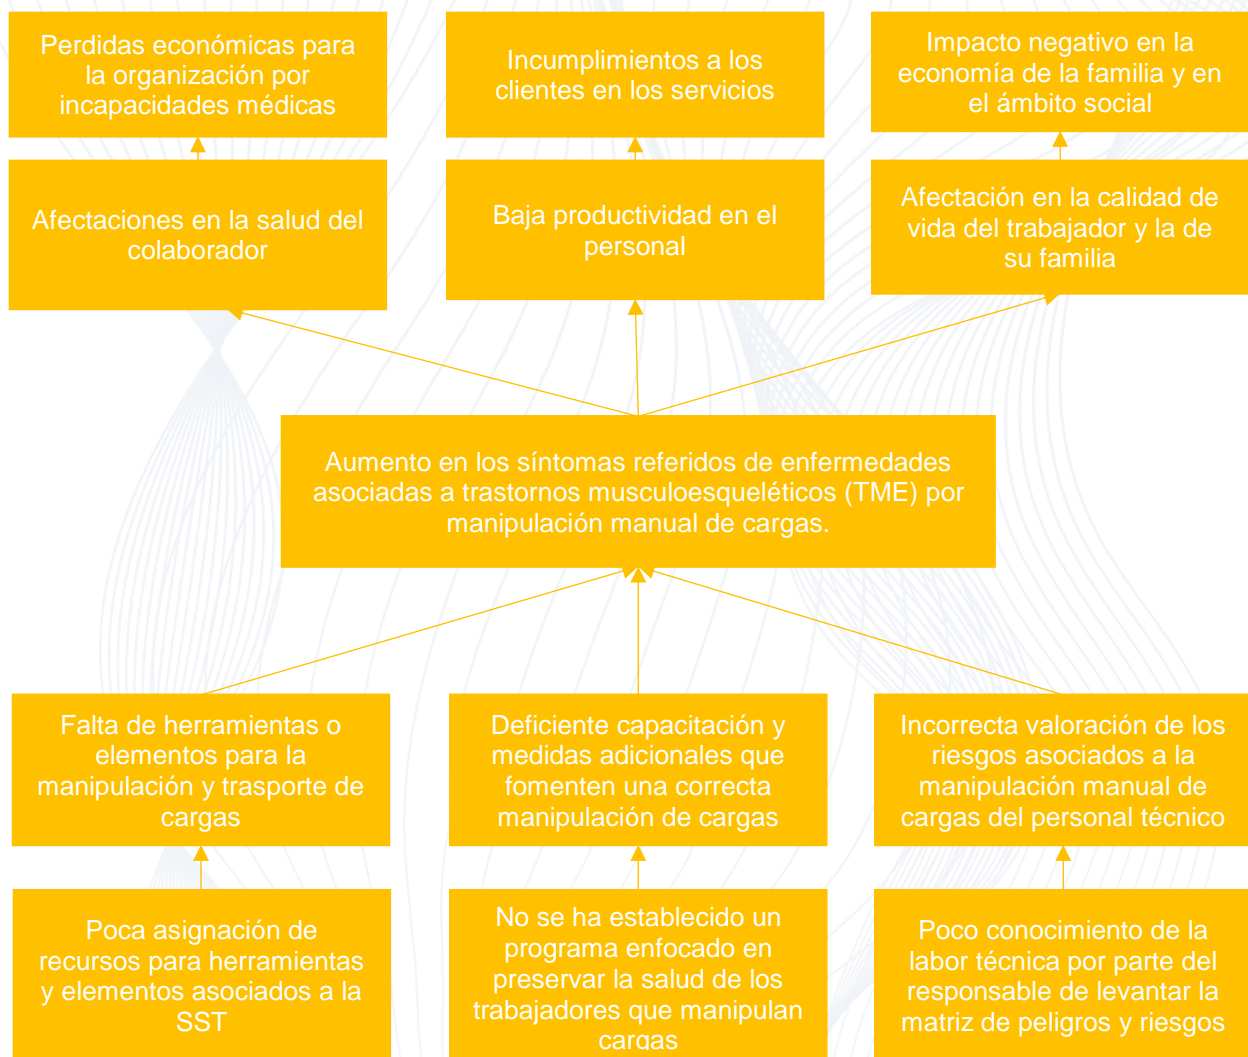 Perdidas económicas para
la organización por
incapacidades médicas
Incumplimientos a los
clientes en los servicios
Impacto negativo en la
economía de la familia y en
el ámbito social
Afectaciones en la salud del
colaborador
Baja productividad en el
personal
Afectación en la calidad de
vida del trabajador y la de
su familia
Aumento en los síntomas referidos de enfermedades
asociadas a trastornos musculoesqueléticos (TME) por
manipulación manual de cargas.
Falta de herramientas o
elementos para la
manipulación y trasporte de
cargas
Deficiente capacitación y
medidas adicionales que
fomenten una correcta
manipulación de cargas
Incorrecta valoración de los
riesgos asociados a la
manipulación manual de
cargas del personal técnico
Poca asignación de
recursos para herramientas
y elementos asociados a la
SST
No se ha establecido un
programa enfocado en
preservar la salud de los
trabajadores que manipulan
cargas
Poco conocimiento de la
labor técnica por parte del
responsable de levantar la
matriz de peligros y riesgos